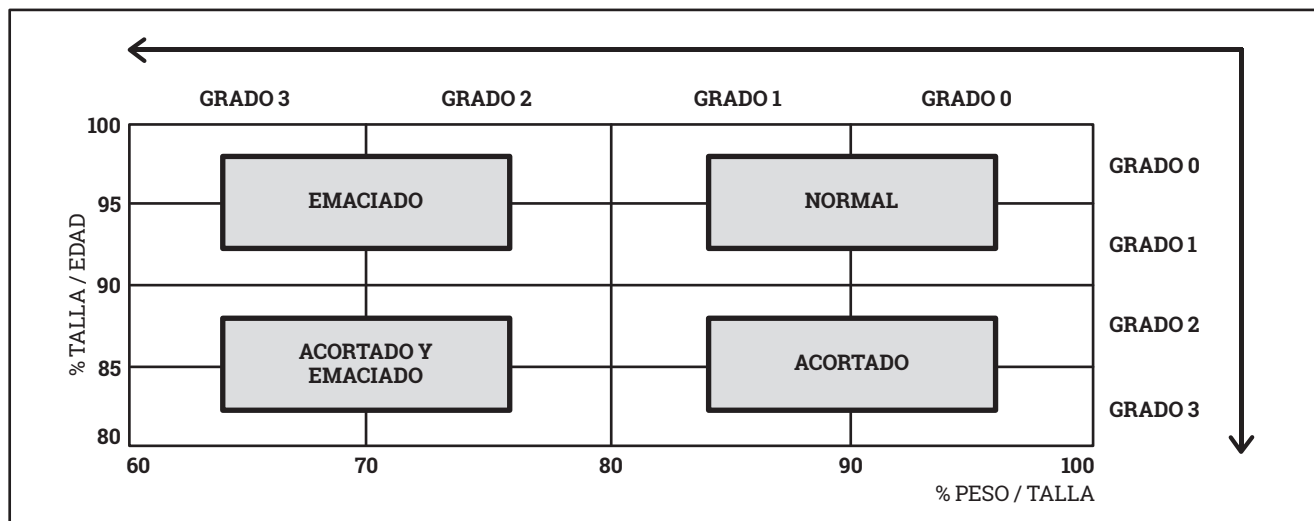 GRADO 3 GRADO 2 GRADO 1 GRADO 0
100
GRADO 0
EMACIADO NORMAL
95
GRADO 1
% TALLA / EDAD
90
GRADO 2
ACORTADO Y
EMACIADO
ACORTADO
85
GRADO 3
80
60 70 80 90 100
% PESO / TALLA